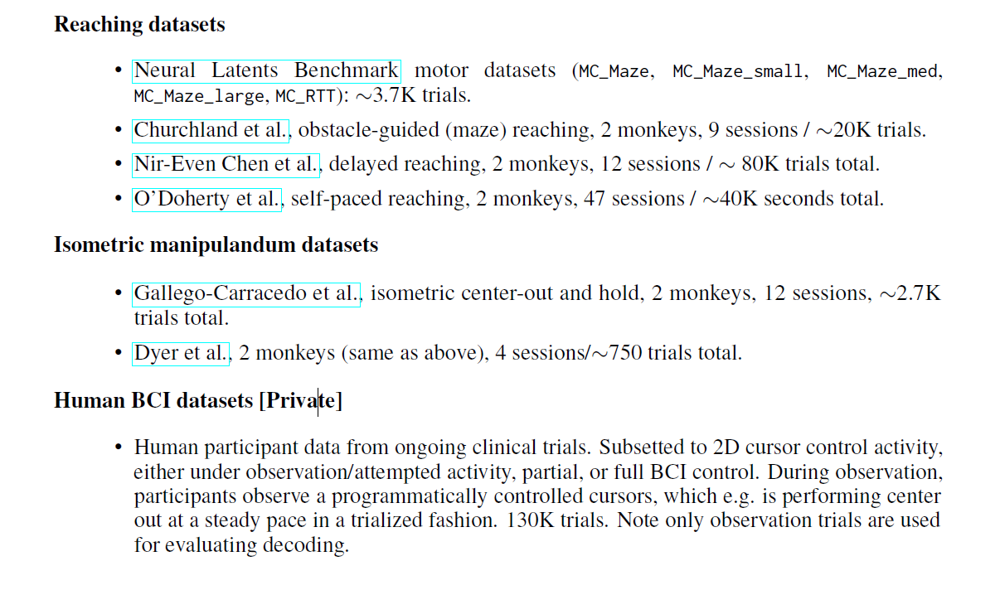 Reaching datasets
• Neural Latents Benchmark motor datasets (MC_Maze, MC_Maze_small, MC_Maze_med,
MC_Maze_large, MC_RTT): ∼3.7K trials.
• Churchland et al., obstacle-guided (maze) reaching, 2 monkeys, 9 sessions / ∼20K trials.
• Nir-Even Chen et al., delayed reaching, 2 monkeys, 12 sessions / ∼ 80K trials total.
• O’Doherty et al., self-paced reaching, 2 monkeys, 47 sessions / ∼40K seconds total.
Isometric manipulandum datasets
• Gallego-Carracedo et al., isometric center-out and hold, 2 monkeys, 12 sessions, ∼2.7K
trials total.
• Dyer et al., 2 monkeys (same as above), 4 sessions/∼750 trials total.
Human BCI datasets [Private]
• Human participant data from ongoing clinical trials. Subsetted to 2D cursor control activity,
either under observation/attempted activity, partial, or full BCI control. During observation,
participants observe a programmatically controlled cursors, which e.g. is performing center
out at a steady pace in a trialized fashion. 130K trials. Note only observation trials are used
for evaluating decoding.